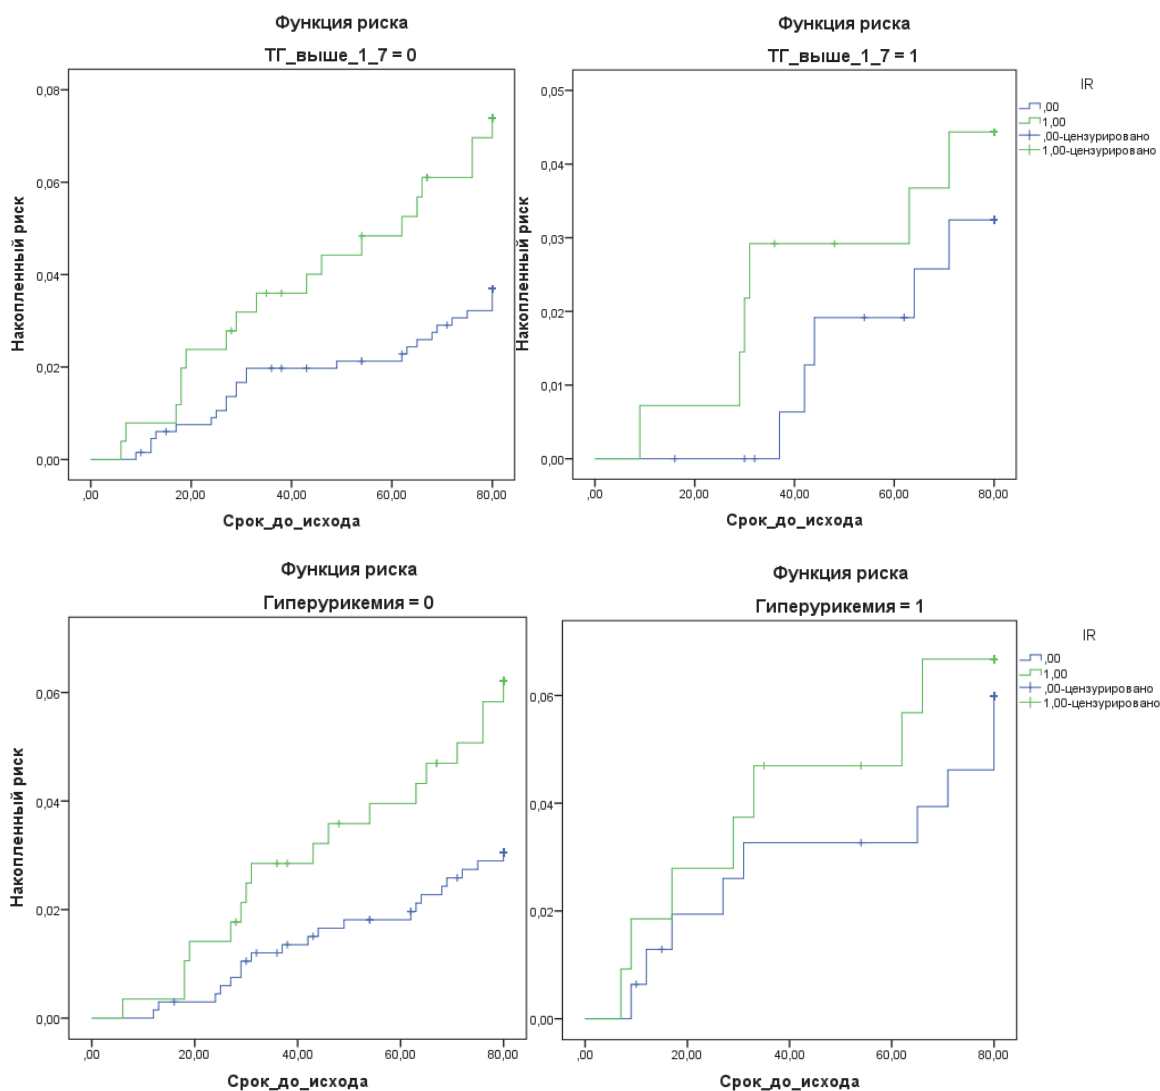 Функция риска
ТГ_выше_1_7 = 0
0,08
0,06
0,04
0,02
0,00
Накопленный риск
,00
20,00
40,00
60,00
80,00
Срок_до_исхода
Функция риска
ТГ_выше_1_7 = 1
0,05
0,04
0,03
0,02
0,01
0,00
Накопленный риск
,00
20,00
40,00
60,00
80,00
Срок_до_исхода
IR
,00
1,00
,00-цензурировано
1,00-цензурировано
Функция риска
Гиперурикемия = 0
0,06
0,04
0,02
0,00
Накопленный риск
,00
20,00
40,00
60,00
80,00
Срок_до_исхода
Функция риска
Гиперурикемия = 1
0,06
0,04
0,02
0,00
,00
20,00
40,00
60,00
80,00
Срок_до_исхода
IR
,00
1,00
,00-цензурировано
1,00-цензурировано